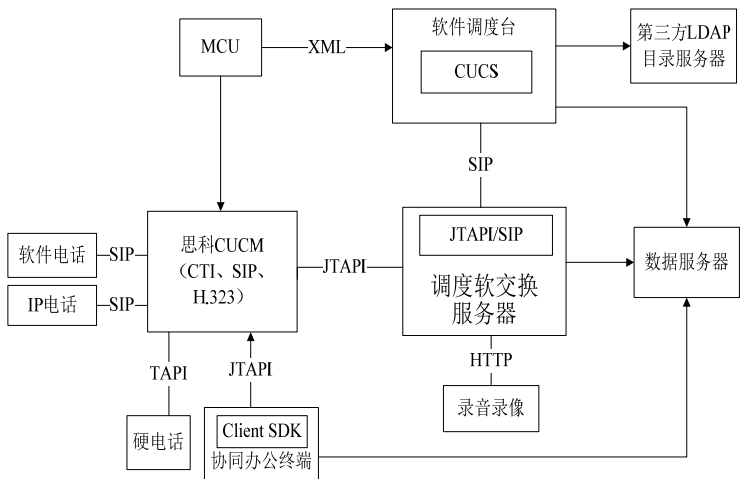 MCU
XML
软件调度台
CUCS
第三方LDAP
目录服务器
SIP
软件电话
SIP
IP电话
SIP
思科CUCM
(CTI、SIP、
H.323)
JTAPI
JTAPI/SIP
调度软交换
服务器
数据服务器
TAPI
JTAPI
HTTP
硬电话
Client SDK
协同办公终端
录音录像